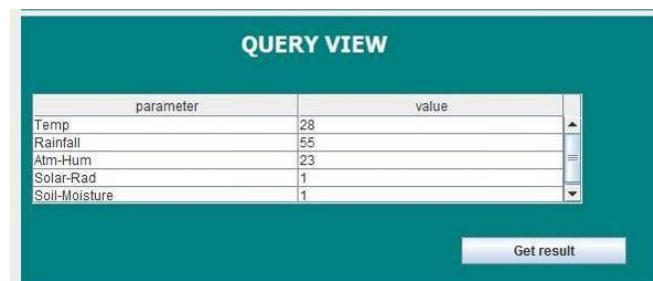 QUERY VIEW
parameter value
Temp 28
Rainfall 55
Atm-Hum 23
Solar-Rad 1
Soil-Moisture 1
Get result